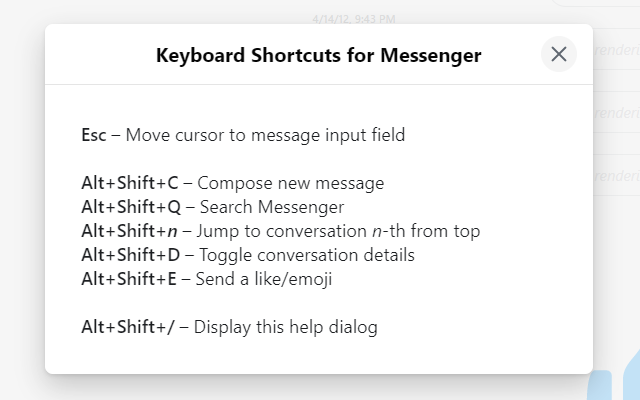 4/14/12, 9:43 PM
Keyboard Shortcuts for Messenger
Esc – Move cursor to message input field
Alt+Shift+C – Compose new message
Alt+Shift+Q – Search Messenger
Alt+Shift+n – Jump to conversation n-th from top
Alt+Shift+D – Toggle conversation details
Alt+Shift+E – Send a like/emoji
Alt+Shift+/ – Display this help dialog